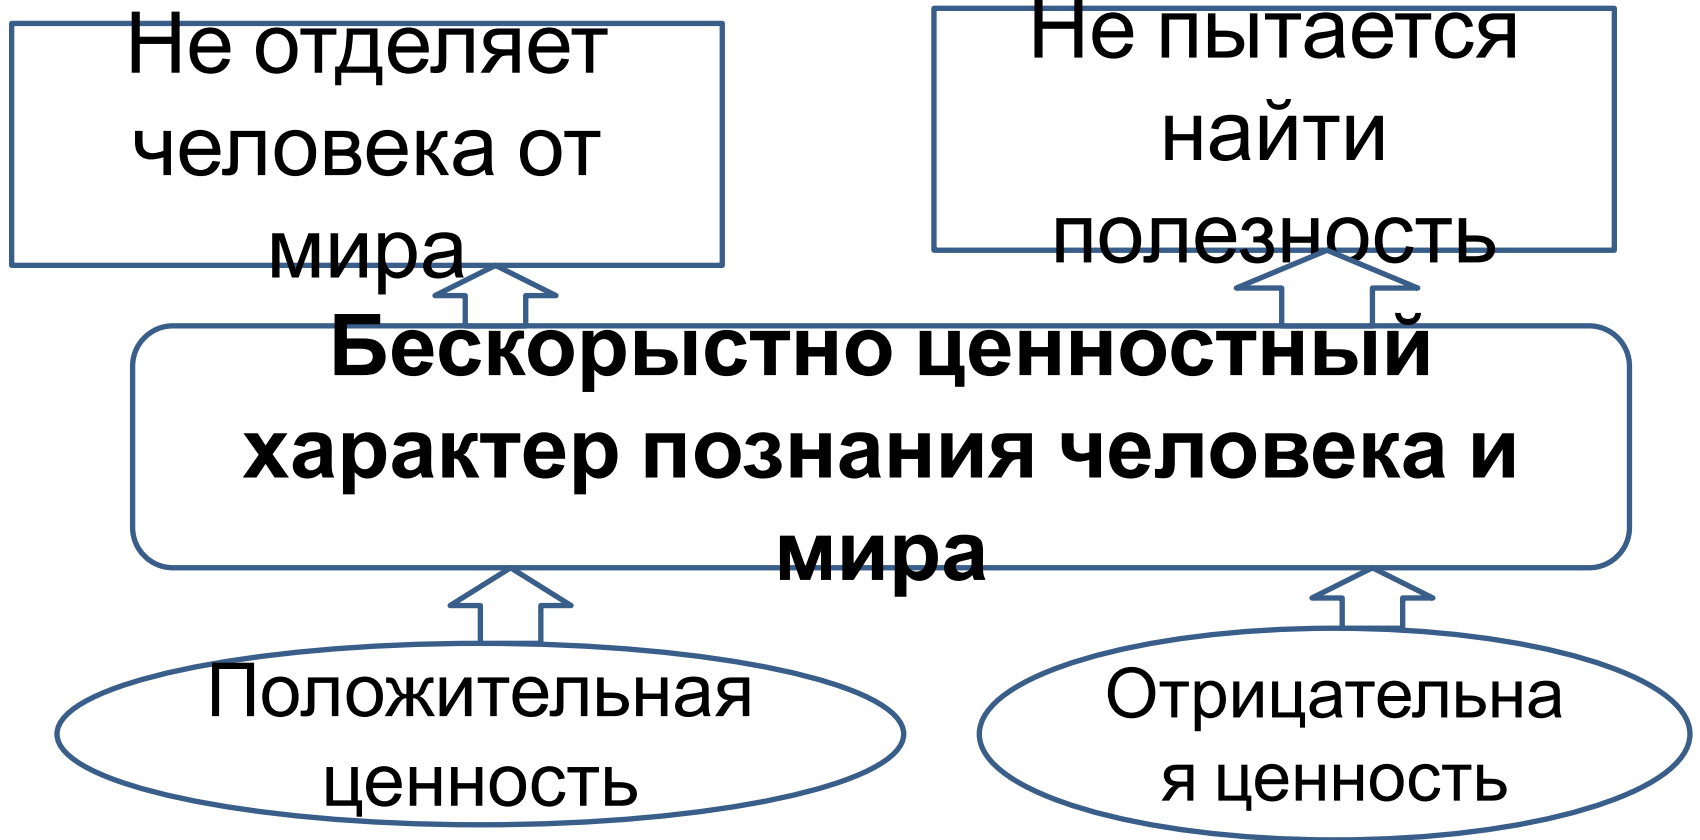 Не отделяет
человека от
мира
Не пытается
найти
полезность
Бескорыстно ценностный
характер познания человека и
мира
Положительная
ценность
Отрицательна
я ценность